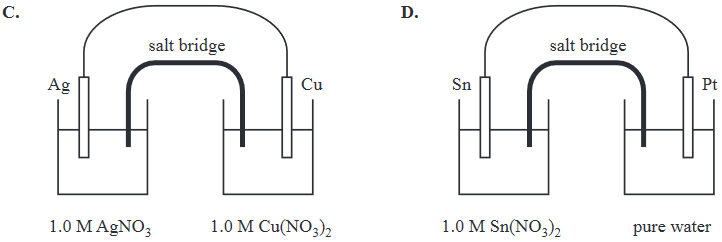 C.
salt bridge
Ag
Cu
1.0 M AgNO₃
1.0 M Cu(NO₃)₂
D.
salt bridge
Sn
Pt
1.0 M Sn(NO₃)₂
pure water